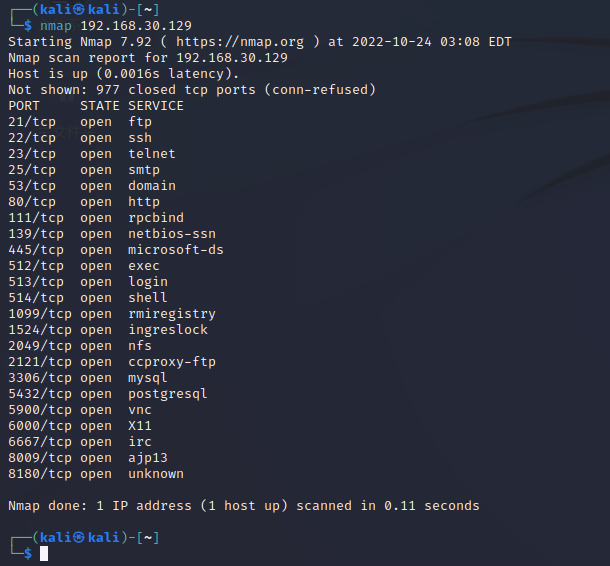 ┌──(kali㉿kali)-[~]
└─$ nmap 192.168.30.129
Starting Nmap 7.92 ( https://nmap.org ) at 2022-10-24 03:08 EDT
Nmap scan report for 192.168.30.129
Host is up (0.0016s latency).
Not shown: 977 closed tcp ports (conn-refused)
PORT     STATE SERVICE
21/tcp   open  ftp
22/tcp   open  ssh
23/tcp   open  telnet
25/tcp   open  smtp
53/tcp   open  domain
80/tcp   open  http
111/tcp  open  rpcbind
139/tcp  open  netbios-ssn
445/tcp  open  microsoft-ds
512/tcp  open  exec
513/tcp  open  login
514/tcp  open  shell
1099/tcp open  rmiregistry
1524/tcp open  ingreslock
2049/tcp open  nfs
2121/tcp open  ccproxy-ftp
3306/tcp open  mysql
5432/tcp open  postgresql
5900/tcp open  vnc
6000/tcp open  X11
6667/tcp open  irc
8009/tcp open  ajp13
8180/tcp open  unknown
Nmap done: 1 IP address (1 host up) scanned in 0.11 seconds
┌──(kali㉿kali)-[~]
└─$